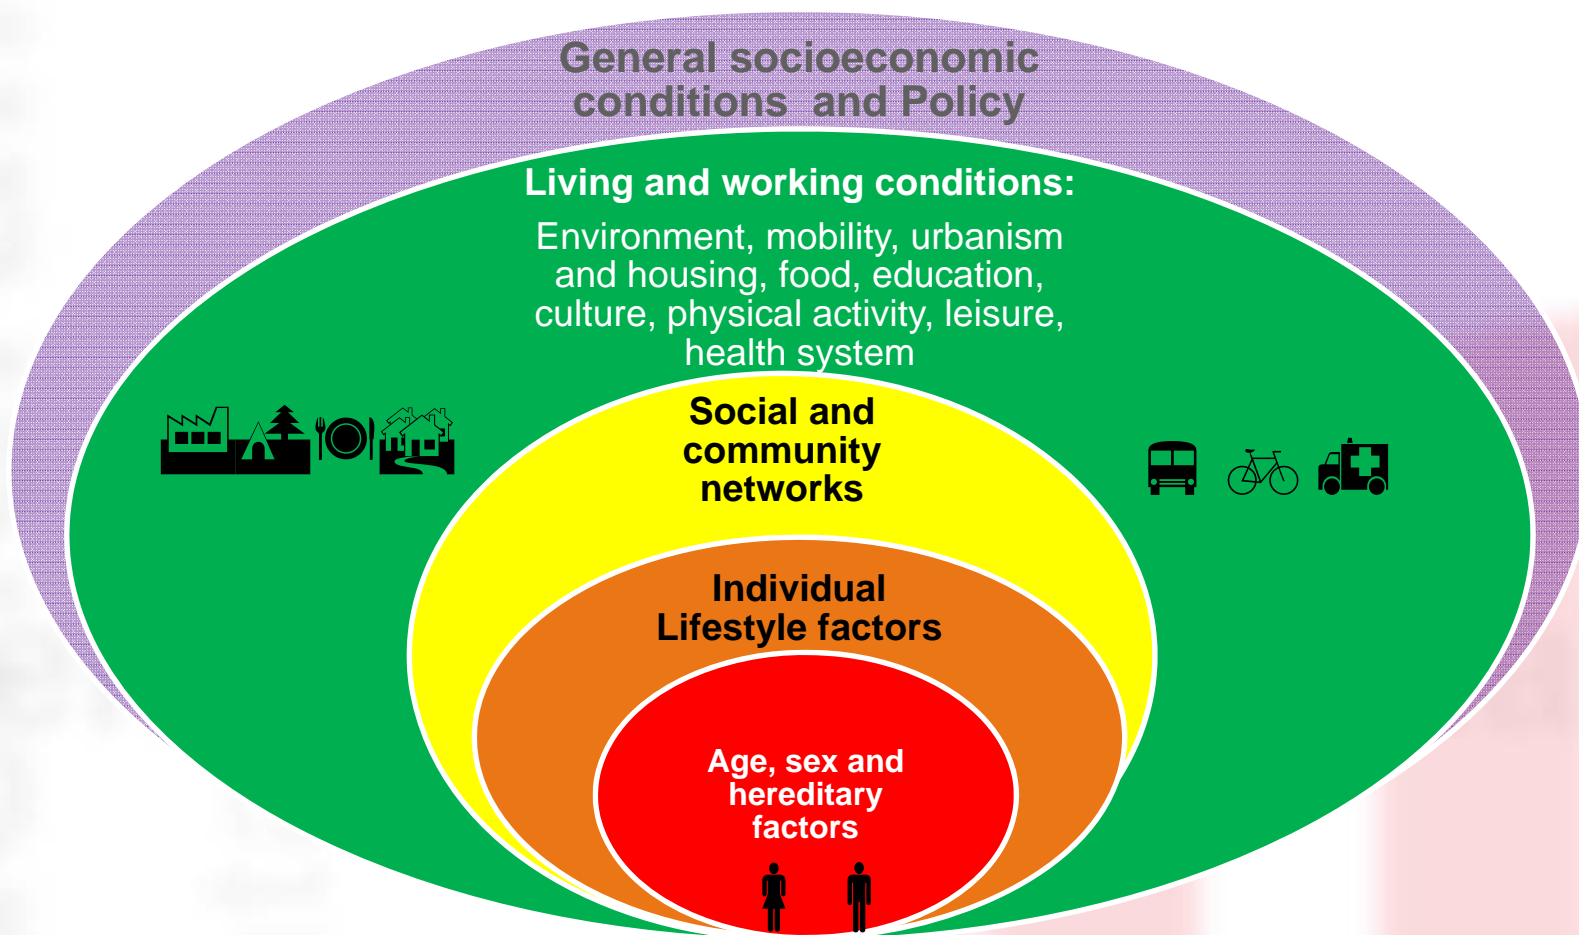 General socioeconomic
conditions and Policy
Living and working conditions:
Environment, mobility, urbanism
and housing, food, education,
culture, physical activity, leisure,
health system
Social and
community
networks
Individual
Lifestyle factors
Age, sex and
hereditary
factors